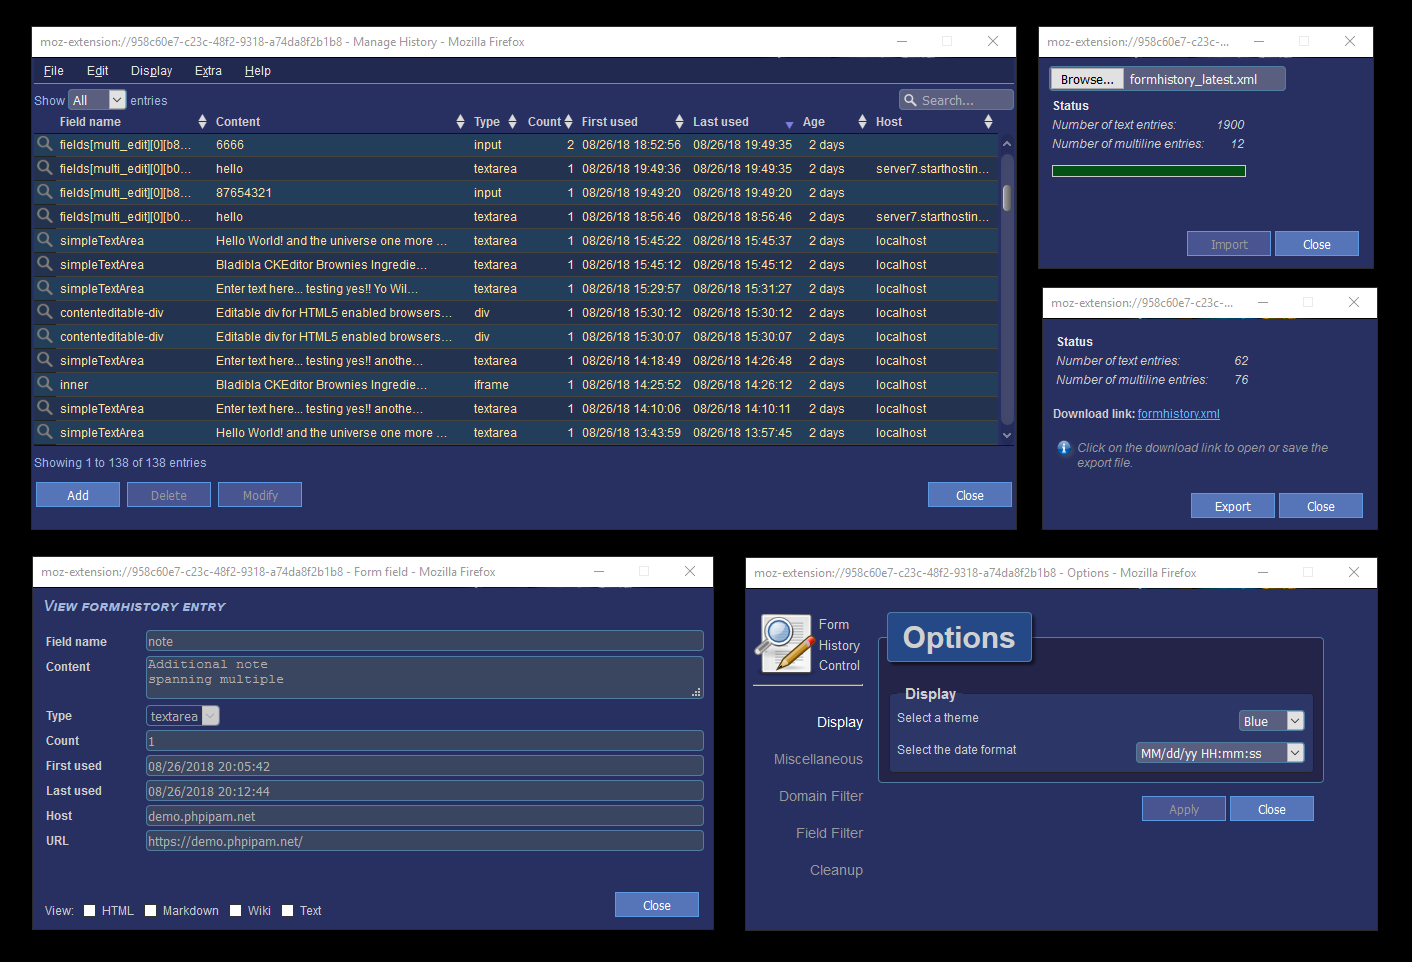 moz-extension://958c60e7-c23c-48f2-9318-a74da8f2b1b8 - Manage History - Mozilla Firefox
File Edit Display Extra Help
Show All entries Search...
Field name Content Type Count First used Last used Age Host
fields[multi_edit][0][b8... 6666 input 2 08/26/18 18:52:56 08/26/18 19:49:35 2 days
fields[multi_edit][0][b0... hello textarea 1 08/26/18 19:49:36 08/26/18 19:49:35 2 days server7.starthostin...
fields[multi_edit][0][b8... 87654321 input 1 08/26/18 19:49:20 08/26/18 19:49:20 2 days
fields[multi_edit][0][b0... hello textarea 1 08/26/18 18:56:46 08/26/18 18:56:46 2 days server7.starthostin...
simpleTextArea Hello World! and the universe one more ... textarea 1 08/26/18 15:45:22 08/26/18 15:45:37 2 days localhost
simpleTextArea Bladibla CKEditor Brownies Ingredie... textarea 1 08/26/18 15:45:12 08/26/18 15:45:12 2 days localhost
simpleTextArea Enter text here... testing yes!! Yo Wil... textarea 1 08/26/18 15:29:57 08/26/18 15:31:27 2 days localhost
contenteditable-div Editable div for HTML5 enabled browsers... div 1 08/26/18 15:30:12 08/26/18 15:30:12 2 days localhost
contenteditable-div Editable div for HTML5 enabled browsers... div 1 08/26/18 15:30:07 08/26/18 15:30:07 2 days localhost
simpleTextArea Enter text here... testing yes!! anothe... textarea 1 08/26/18 14:18:49 08/26/18 14:26:48 2 days localhost
inner Bladibla CKEditor Brownies Ingredie... iframe 1 08/26/18 14:25:52 08/26/18 14:26:12 2 days localhost
simpleTextArea Enter text here... testing yes!! anothe... textarea 1 08/26/18 14:10:06 08/26/18 14:10:11 2 days localhost
simpleTextArea Hello World! and the universe one more ... textarea 1 08/26/18 13:43:59 08/26/18 13:57:45 2 days localhost
Showing 1 to 138 of 138 entries
Add Delete Modify Close
moz-extension://958c60e7-c23c-...
Browse... formhistory_latest.xml
Status
Number of text entries: 1900
Number of multiline entries: 12
Import Close
moz-extension://958c60e7-c23c-...
Status
Number of text entries: 62
Number of multiline entries: 76
Download link: formhistory.xml
Click on the download link to open or save the
export file.
Export Close
moz-extension://958c60e7-c23c-48f2-9318-a74da8f2b1b8 - Form field - Mozilla Firefox
VIEW FORMHISTORY ENTRY
Field name note
Content Additional note
spanning multiple
Type textarea
Count 1
First used 08/26/2018 20:05:42
Last used 08/26/2018 20:12:44
Host demo.phpipam.net
URL https://demo.phpipam.net/
View: HTML Markdown Wiki Text Close
moz-extension://958c60e7-c23c-48f2-9318-a74da8f2b1b8 - Options - Mozilla Firefox
Form
History
Control
Display
Miscellaneous
Domain Filter
Field Filter
Cleanup
Options
Display
Select a theme Blue
Select the date format MM/dd/yy HH:mm:ss
Apply Close